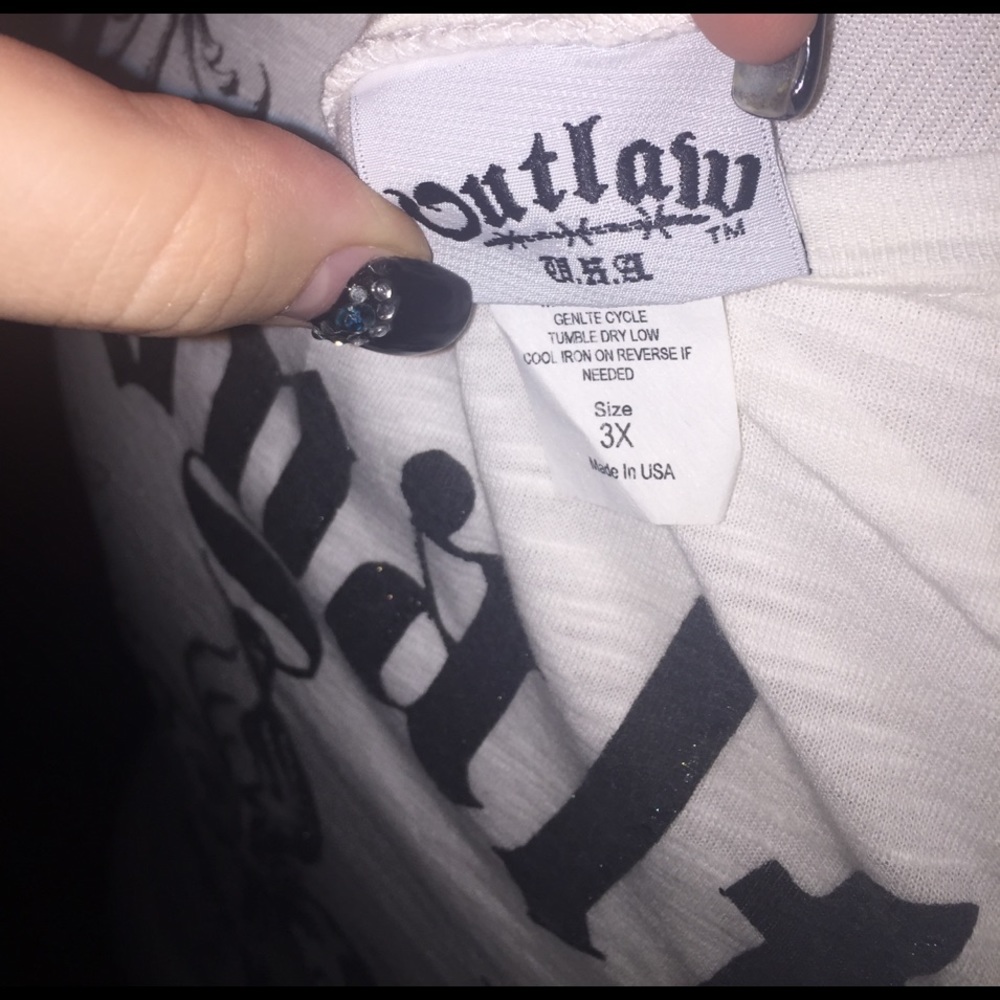 Outlaw
TM
U.S.A
GENLTE CYCLE
TUMBLE DRY LOW
COOL IRON ON REVERSE IF
NEEDED
Size
3X
Made In USA